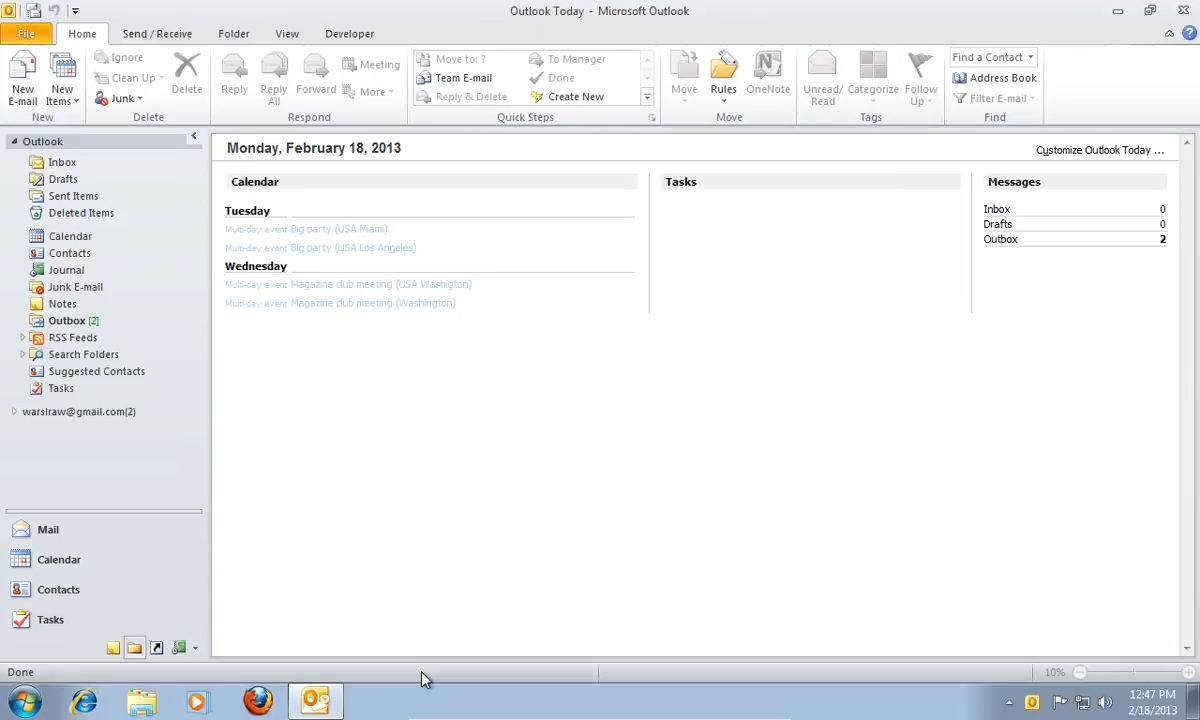 Outlook Today - Microsoft Outlook
File Home Send / Receive Folder View Developer
New E-mail
New Items
New
Ignore
Clean Up
Junk
Delete
Delete
Reply
Reply All
Forward
Meeting
More
Respond
Move to: ?
Team E-mail
Reply & Delete
To Manager
Done
Create New
Quick Steps
Move
Rules
OneNote
Move
Unread/ Read
Categorize
Follow Up
Tags
Find a Contact
Address Book
Filter E-mail
Find
Outlook
Inbox
Drafts
Sent Items
Deleted Items
Calendar
Contacts
Journal
Junk E-mail
Notes
Outbox [2]
RSS Feeds
Search Folders
Suggested Contacts
Tasks
warslraw@gmail.com(2)
Mail
Calendar
Contacts
Tasks
Monday, February 18, 2013
Customize Outlook Today ...
Calendar
Tuesday
Multi-day event Big party (USA Miami)
Multi-day event Big party (USA Los Angeles)
Wednesday
Multi-day event Magazine club meeting (USA Washigton)
Multi-day event Magazine club meeting (Washington)
Tasks
Messages
Inbox 0
Drafts 0
Outbox 2
Done
10%
12:47 PM
2/18/2013